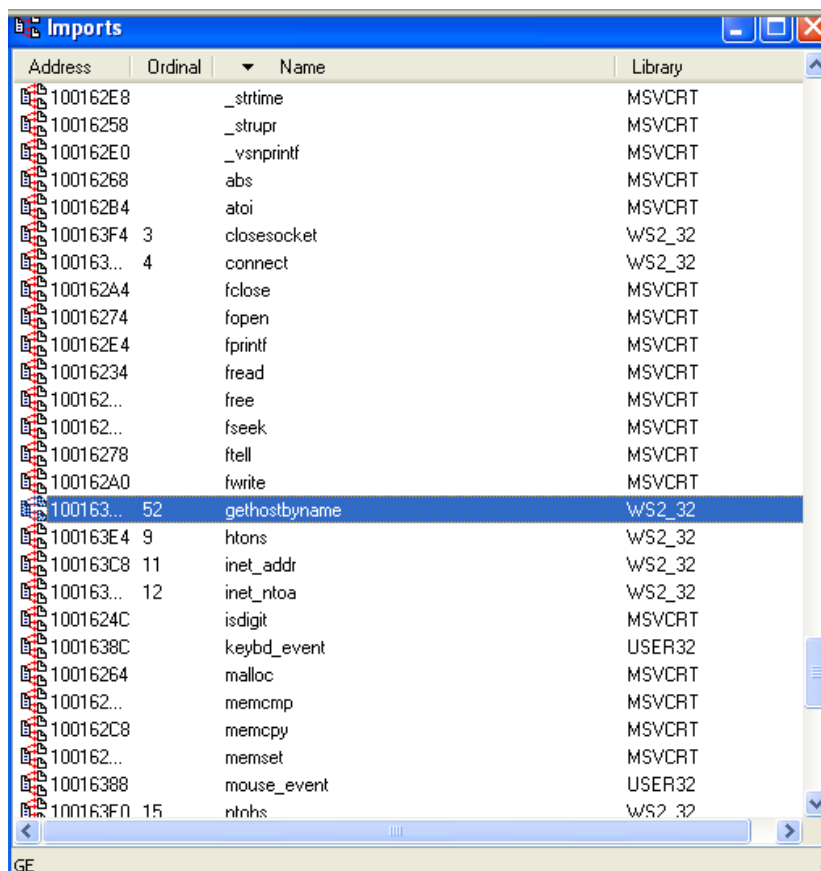 Imports
Address Ordinal Name Library
100162E8 _strtime MSVCRT
10016258 _strupr MSVCRT
100162E0 _vsnprintf MSVCRT
10016268 abs MSVCRT
100162B4 atoi MSVCRT
100163F4 3 closesocket WS2_32
100163... 4 connect WS2_32
100162A4 fclose MSVCRT
10016274 fopen MSVCRT
100162E4 fprintf MSVCRT
10016234 fread MSVCRT
100162... free MSVCRT
100162... fseek MSVCRT
10016278 ftell MSVCRT
100162A0 fwrite MSVCRT
100163... 52 gethostbyname WS2_32
100163E4 9 htons WS2_32
100163C8 11 inet_addr WS2_32
100163... 12 inet_ntoa WS2_32
1001624C isdigit MSVCRT
1001638C keybd_event USER32
10016264 malloc MSVCRT
100162... memcmp MSVCRT
100162C8 memcpy MSVCRT
100162... memset MSVCRT
10016388 mouse_event USER32
100163E0 15 ntohs WS2_32
GE